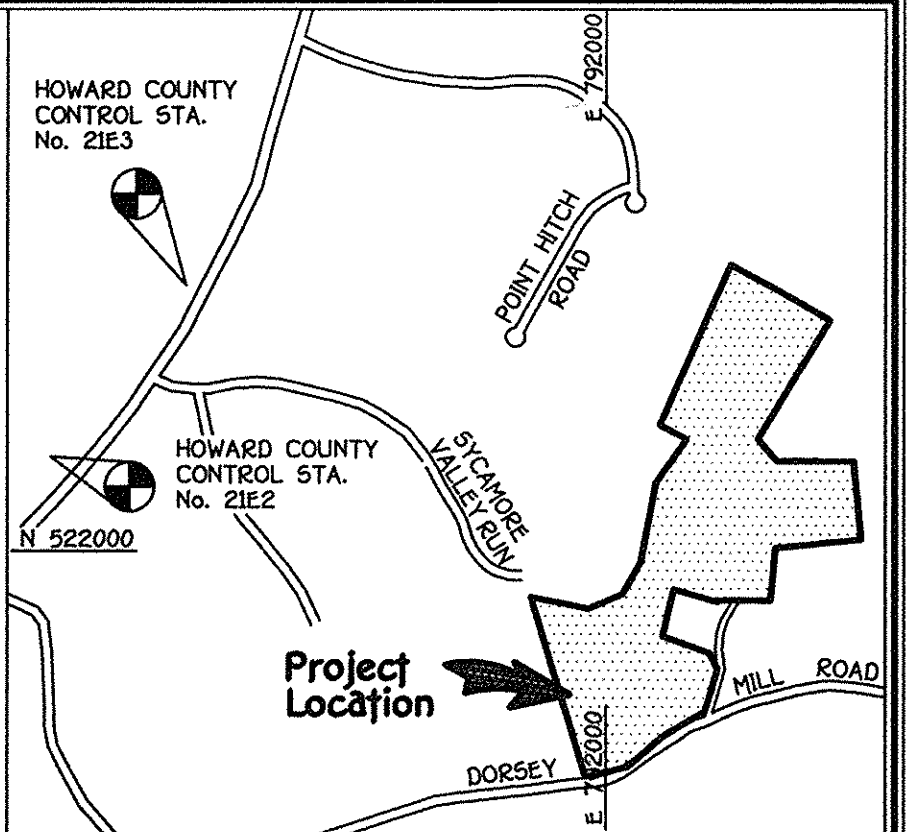 HOWARD COUNTY
CONTROL STA.
No. 21E3
E 792000
POINT HITCH
ROAD
HOWARD COUNTY
CONTROL STA.
No. 21E2
SYCAMORE
VALLEY RUN
N 522000
Project
Location
MILL ROAD
DORSEY
E 792000